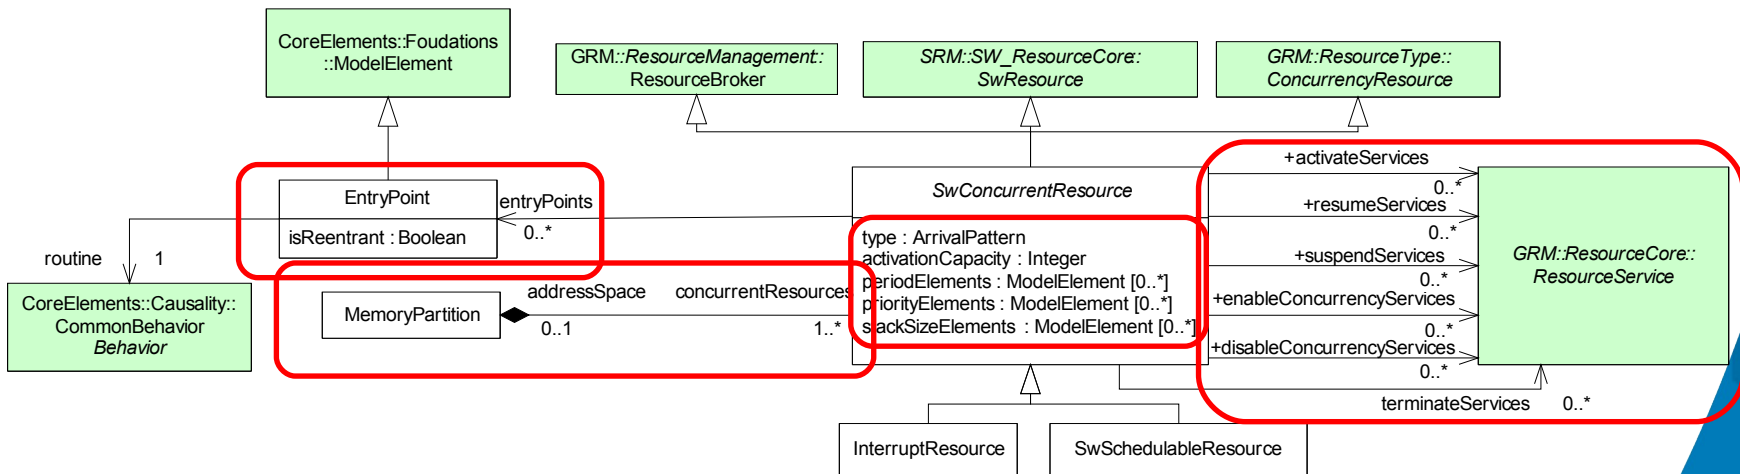 CoreElements::Foudations
::ModelElement
GRM::ResourceManagement::
ResourceBroker
SRM::SW_ResourceCore::
SwResource
GRM::ResourceType::
ConcurrencyResource
EntryPoint
isReentrant : Boolean
entryPoints
0..*
routine
1
CoreElements::Causality::
CommonBehavior
Behavior
MemoryPartition
addressSpace
0..1
concurrentResources
1..*
SwConcurrentResource
type : ArrivalPattern
activationCapacity : Integer
periodElements : ModelElement [0..*]
priorityElements : ModelElement [0..*]
stackSizeElements : ModelElement [0..*]
+activateServices
0..*
+resumeServices
0..*
+suspendServices
0..*
+enableConcurrencyServices
0..*
+disableConcurrencyServices
0..*
terminateServices
0..*
GRM::ResourceCore::
ResourceService
InterruptResource
SwSchedulableResource